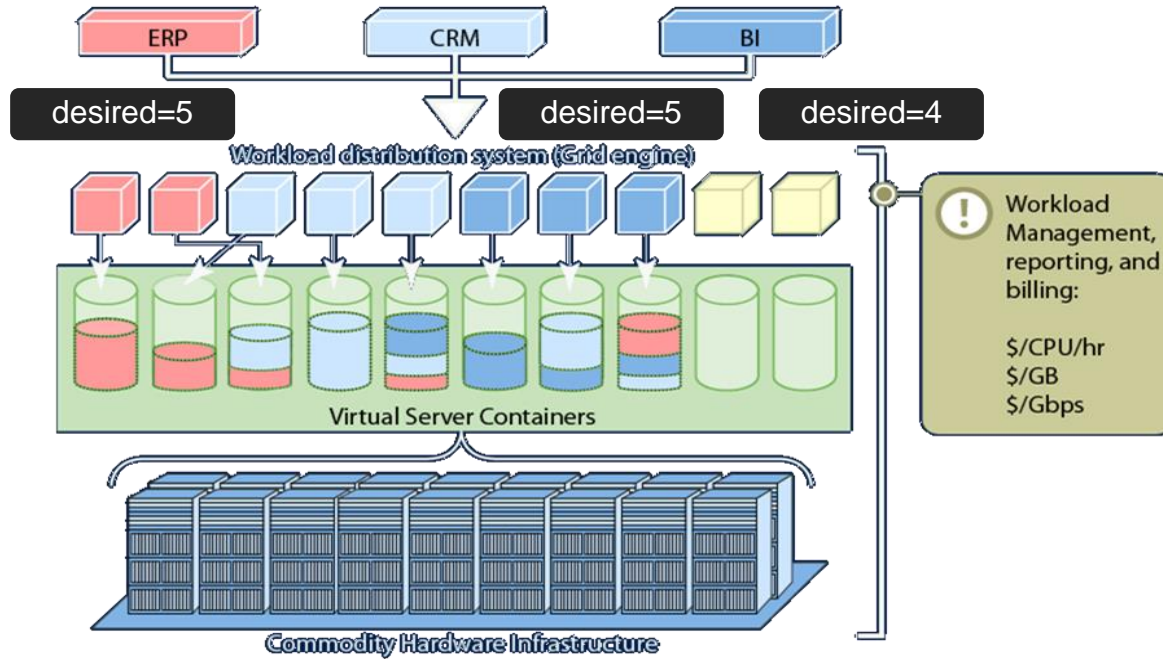 ERP
CRM
BI
desired=5
desired=5
desired=4
Workload distribution system (Grid engine)
!
Workload
Management,
reporting, and
billing:
$/CPU/hr
$/GB
$/Gbps
Virtual Server Containers
Commodity Hardware Infrastructure